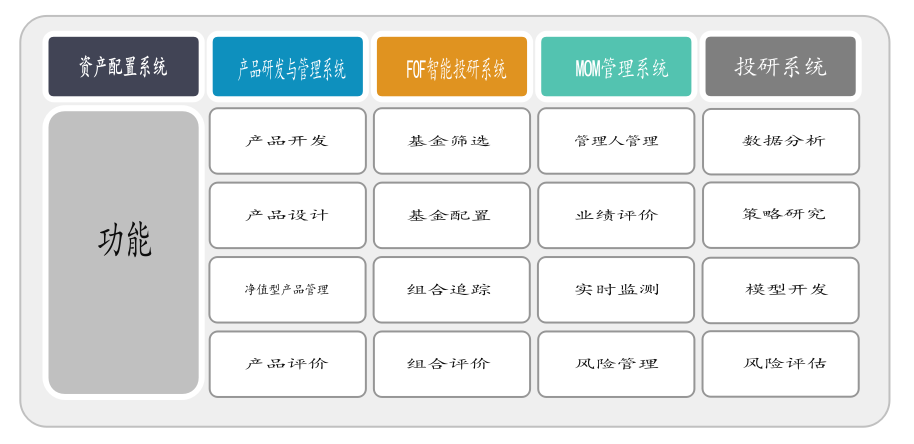 资产配置系统
产品研发与管理系统
FOF智能投研系统
MOM管理系统
投研系统
功能
产品开发
基金筛选
管理人管理
数据分析
产品设计
基金配置
业绩评价
策略研究
净值型产品管理
组合追踪
实时监测
模型开发
产品评价
组合评价
风险管理
风险评估